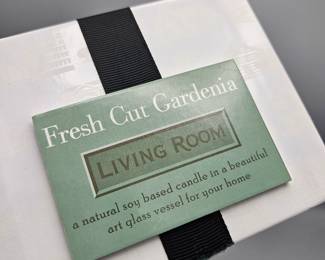 Fresh Cut Gardenia
LIVING ROOM
a natural soy based candle in a beautiful
art glass vessel for your home